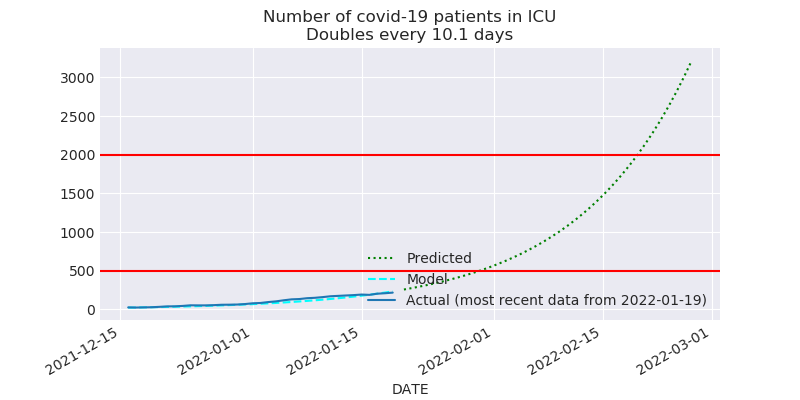 Number of covid-19 patients in ICU
Doubles every 10.1 days
3000
2500
2000
1500
1000
500
0
Predicted
Model
Actual (most recent data from 2022-01-19)
2021-12-15
2022-01-01
2022-01-15
2022-02-01
2022-02-15
2022-03-01
DATE